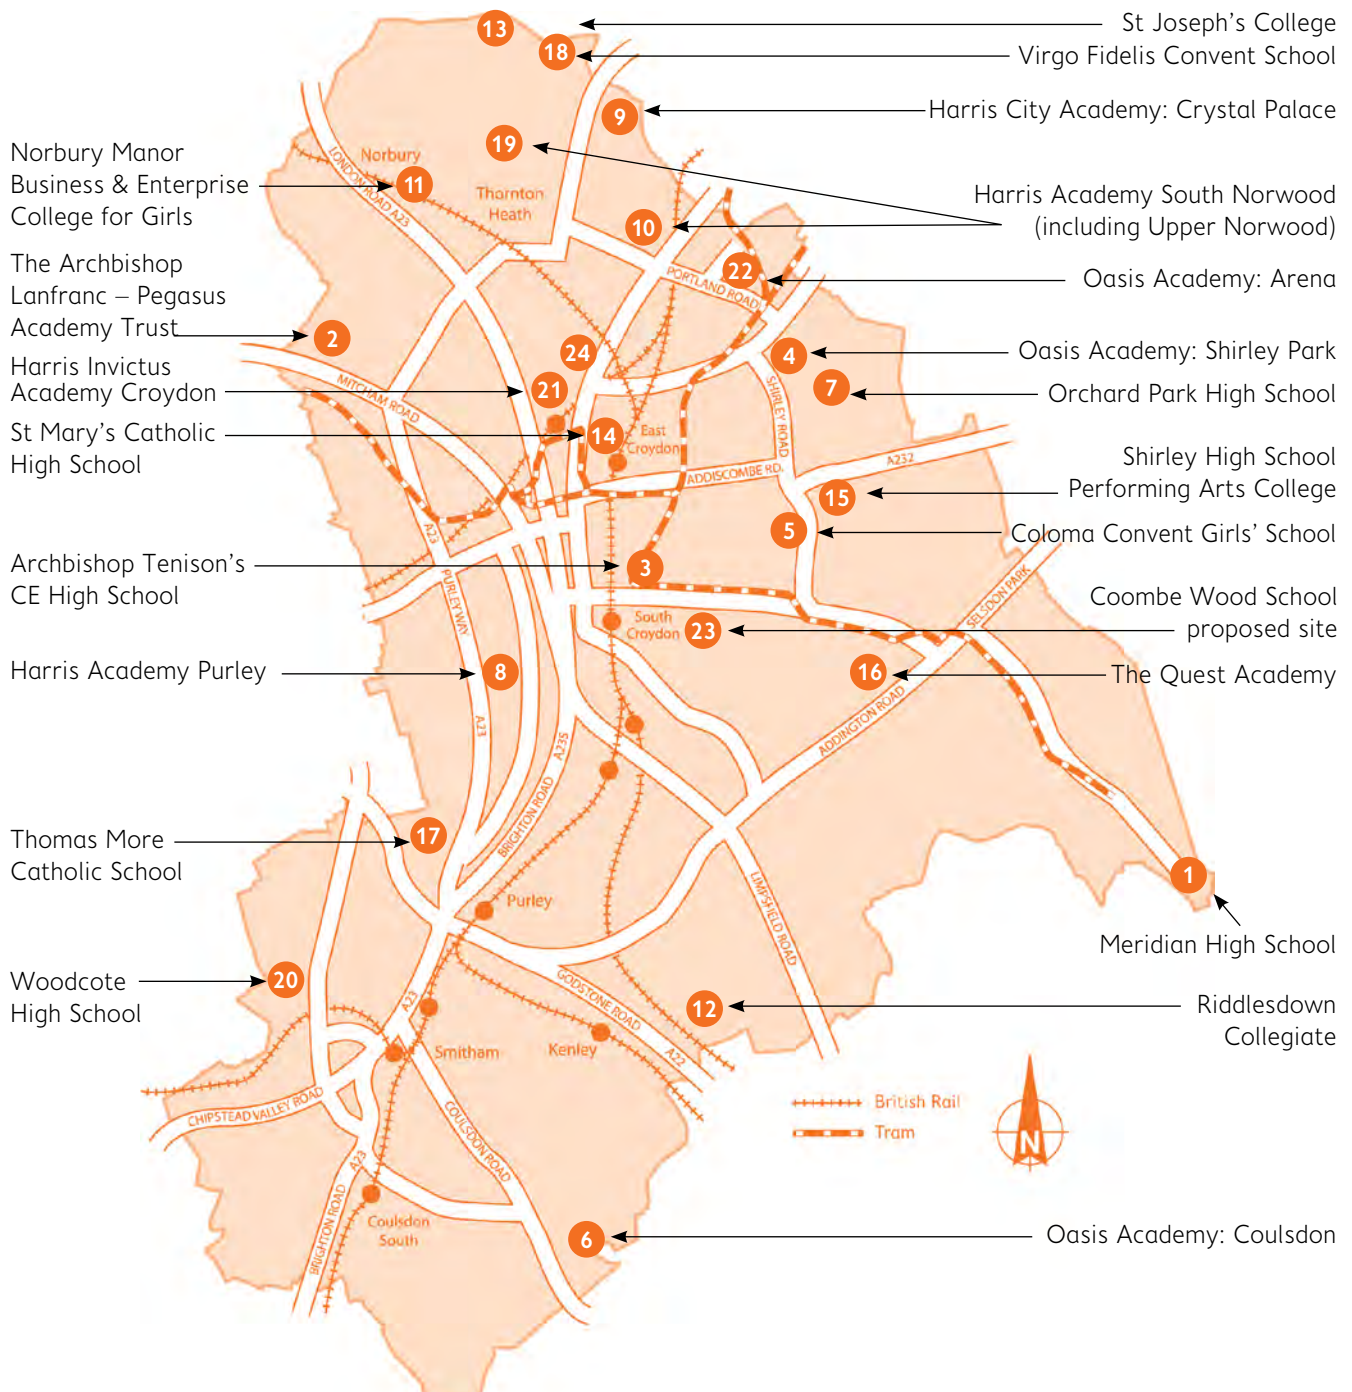 St Joseph's College
Virgo Fidelis Convent School
Harris City Academy: Crystal Palace
Harris Academy South Norwood
(including Upper Norwood)
Oasis Academy: Arena
Oasis Academy: Shirley Park
Orchard Park High School
Shirley High School
Performing Arts College
Coloma Convent Girls' School
Coombe Wood School
proposed site
The Quest Academy
Meridian High School
Riddlesdown
Collegiate
Oasis Academy: Coulsdon
Norbury Manor
Business & Enterprise
College for Girls
The Archbishop
Lanfranc – Pegasus
Academy Trust
Harris Invictus
Academy Croydon
St Mary's Catholic
High School
Archbishop Tenison's
CE High School
Harris Academy Purley
Thomas More
Catholic School
Woodcote
High School
13
18
9
19
11
10
22
2
24
4
7
21
14
15
5
3
23
16
8
17
1
20
12
6
Norbury
Tharnton
Heath
LONDON ROAD A23
PORTLAND ROAD
MITCHAM ROAD
SHIRLEY ROAD
East
Croydon
ADDISCOMBE RD.
A232
A23
PURLEY WAY
South
Croydon
SELSDON PARK
ADDINGTON ROAD
A23
A235
BRIGHTON ROAD
LIMPSFIELD ROAD
Purley
GODSTONE ROAD
A22
A23
Smitham
Kenley
CHIPSTEAD VALLEY ROAD
COULSDON ROAD
A23
BRIGHTON ROAD
Coulsdon
South
British Rail
Tram
N